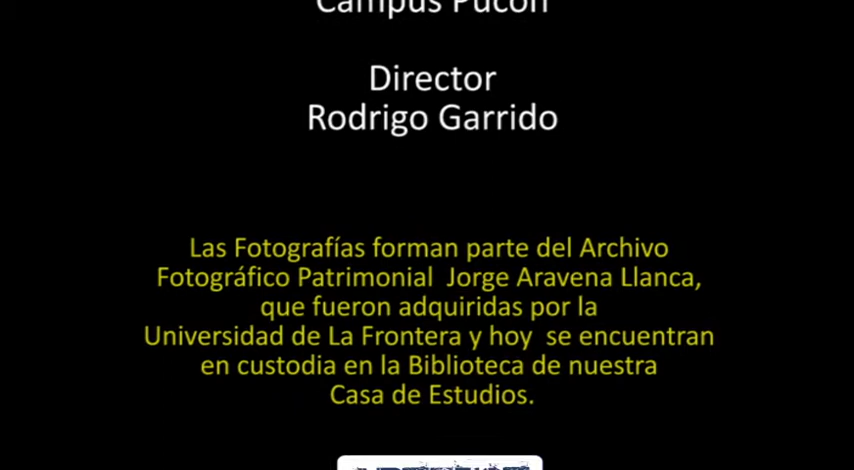 Campus Pucón
Director
Rodrigo Garrido
Las Fotografías forman parte del Archivo
Fotográfico Patrimonial Jorge Aravena Llanca,
que fueron adquiridas por la
Universidad de La Frontera y hoy se encuentran
en custodia en la Biblioteca de nuestra
Casa de Estudios.